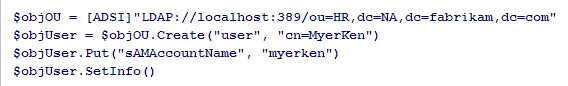 $objOU = [ADSI]"LDAP://localhost:389/ou=HR,dc=NA,dc=fabrikam,dc=com"
$objUser = $objOU.Create("user", "cn=MyerKen")
$objUser.Put("sAMAccountName", "myerken")
$objUser.SetInfo()